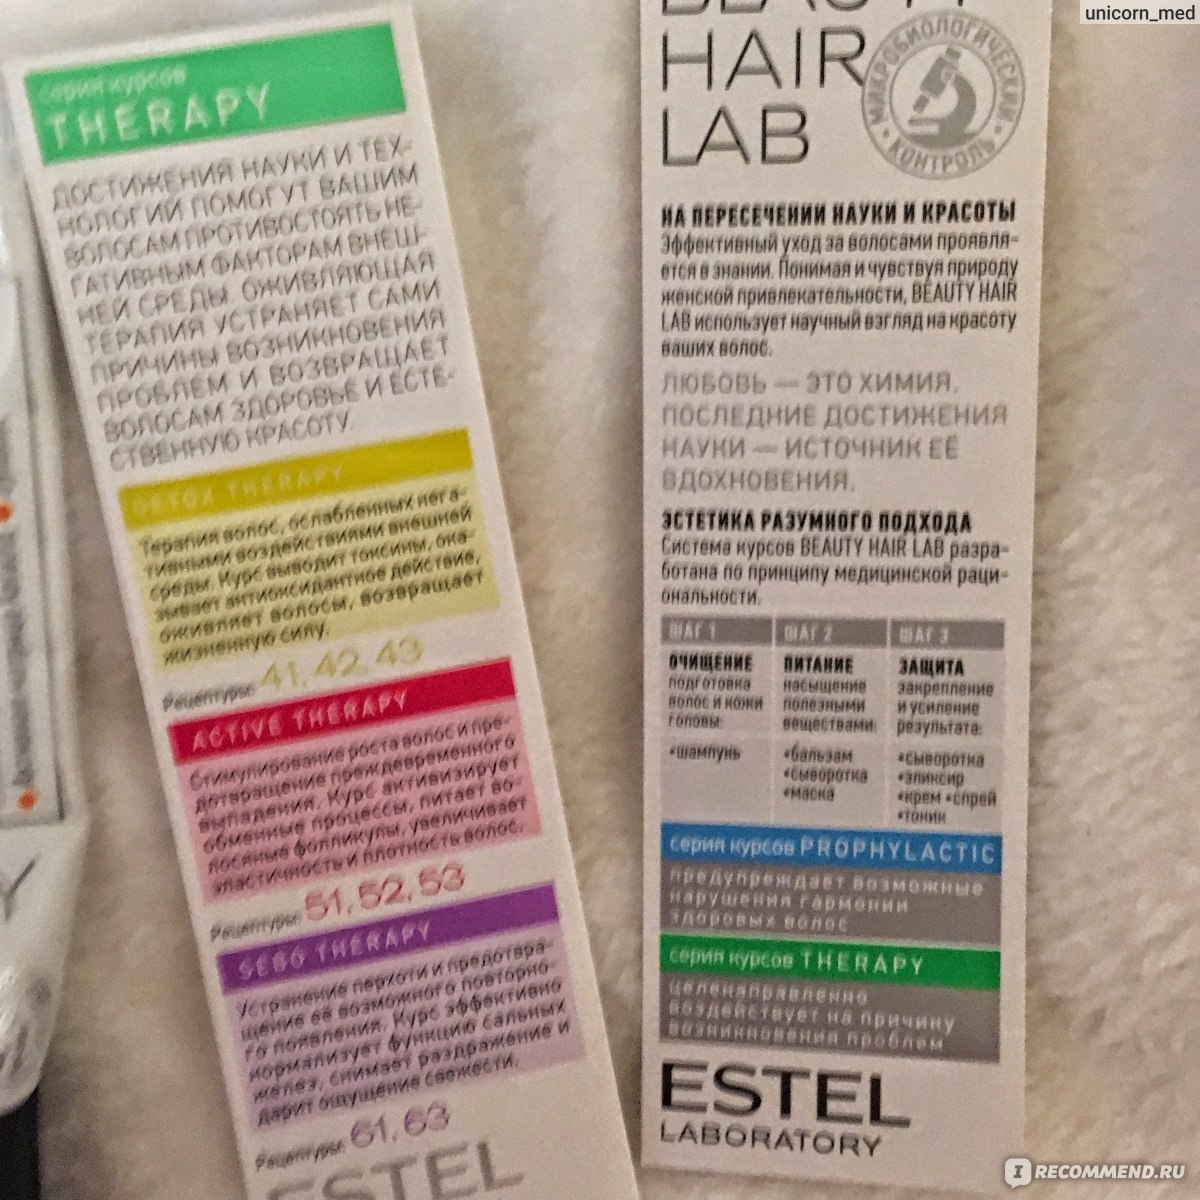 unicorn_med
серия курсов
THERAPY
ДОСТИЖЕНИЯ НАУКИ И ТЕХ-
НОЛОГИЙ ПОМОГУТ ВАШИМ
ВОЛОСАМ ПРОТИВОСТОЯТЬ НЕ-
ГАТИВНЫМ ФАКТОРАМ ВНЕШ-
НЕЙ СРЕДЫ. ОЖИВЛЯЮЩАЯ
ТЕРАПИЯ УСТРАНЯЕТ САМИ
ПРИЧИНЫ ВОЗНИКНОВЕНИЯ
ПРОБЛЕМ И ВОЗВРАЩАЕТ
ВОЛОСАМ ЗДОРОВЬЕ И ЕСТЕ-
СТВЕННУЮ КРАСОТУ.
DETOX THERAPY
Терапия волос, ослабленных нега-
тивными воздействиями внешней
среды. Курс выводит токсины, ока-
зывает антиоксидантное действие,
оживляет волосы, возвращает
жизненную силу.
Рецептуры: 41, 42, 43
ACTIVE THERAPY
Стимулирование роста волос и пре-
дотвращение преждевременного
выпадения. Курс активизирует
обменные процессы, питает во-
лосяные фолликулы, увеличивает
эластичность и плотность волос.
Рецептуры: 51, 52, 53
SEBO THERAPY
Устранение перхоти и предотвра-
щение её возможного повторно-
го появления. Курс эффективно
нормализует функцию сальных
желез, снимает раздражение и
дарит ощущение свежести.
Рецептуры: 61, 63
ESTEL
BEAUTY
HAIR
LAB
МИКРОБИОЛОГИЧЕСКИЙ
КОНТРОЛЬ
НА ПЕРЕСЕЧЕНИИ НАУКИ И КРАСОТЫ
Эффективный уход за волосами проявля-
ется в знании. Понимая и чувствуя природу
женской привлекательности, BEAUTY HAIR
LAB использует научный взгляд на красоту
ваших волос.
ЛЮБОВЬ — ЭТО ХИМИЯ.
ПОСЛЕДНИЕ ДОСТИЖЕНИЯ
НАУКИ — ИСТОЧНИК ЕЁ
ВДОХНОВЕНИЯ.
ЭСТЕТИКА РАЗУМНОГО ПОДХОДА
Система курсов BEAUTY HAIR LAB разра-
ботана по принципу медицинской раци-
ональности.
ШАГ 1 ШАГ 2 ШАГ 3
ОЧИЩЕНИЕ ПИТАНИЕ ЗАЩИТА
подготовка насыщение закрепление
волос и кожи полезными и усиление
головы: веществами: результата:
•шампунь •бальзам •сыворотка
•сыворотка •эликсир
•маска •крем •спрей
•тоник
серия курсов PROPHYLACTIC
предупреждает возможные
нарушения гармонии
здоровых волос
серия курсов THERAPY
целенаправленно
воздействует на причину
возникновения проблем
ESTEL
LABORATORY
I RECOMMEND.RU